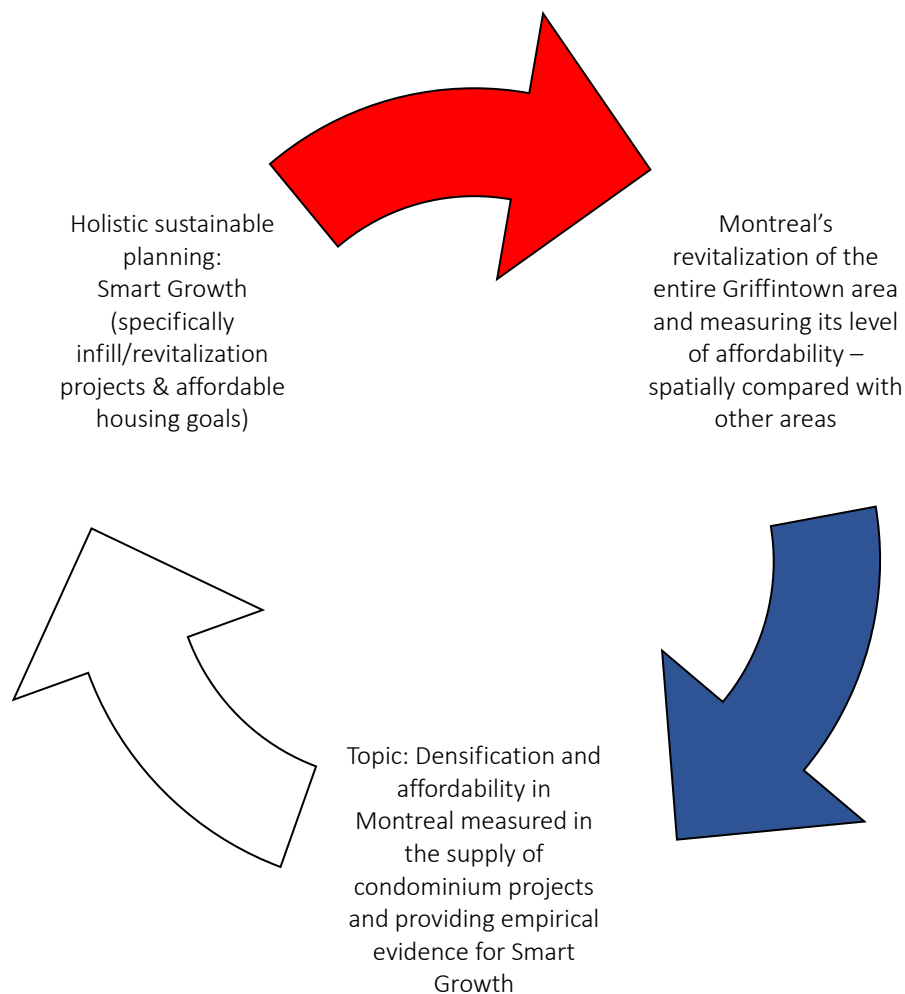 Holistic sustainable
planning:
Smart Growth
(specifically
infill/revitalization
projects & affordable
housing goals)
Montreal’s
revitalization of the
entire Griffintown area
and measuring its level
of affordability –
spatially compared with
other areas
Topic: Densification and
affordability in
Montreal measured in
the supply of
condominium projects
and providing empirical
evidence for Smart
Growth